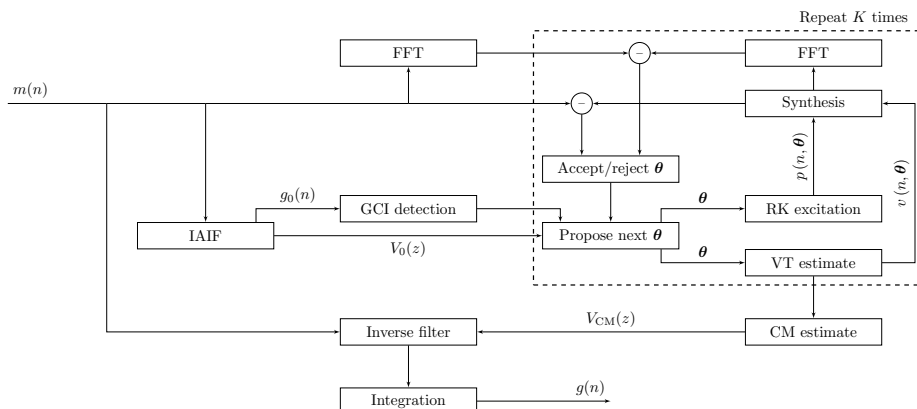 Repeat K times
FFT
−
FFT
m(n)
−
Synthesis
p (n, θ)
v (n, θ)
Accept/reject θ
g₀(n)
GCI detection
θ
RK excitation
IAIF
V₀(z)
Propose next θ
θ
VT estimate
Inverse filter
V_CM(z)
CM estimate
Integration
g(n)